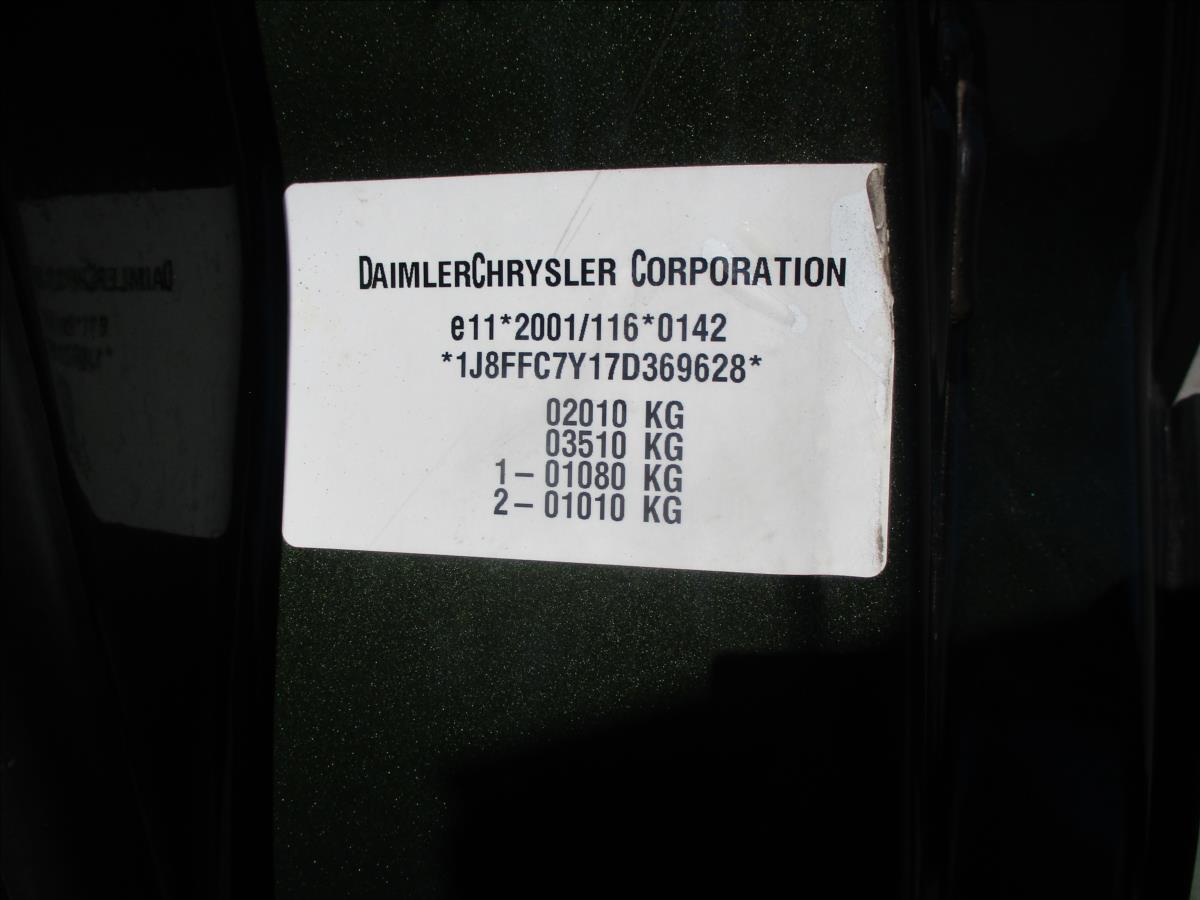 DAIMLERCHRYSLER CORPORATION
e11*2001/116*0142
*1J8FFC7Y17D369628*
02010 KG
03510 KG
1– 01080 KG
2– 01010 KG